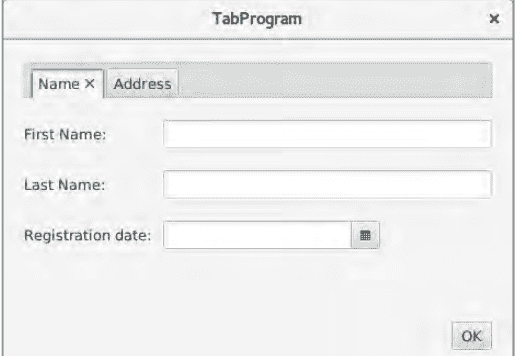 TabProgram
Name × Address
First Name:
Last Name:
Registration date:
OK